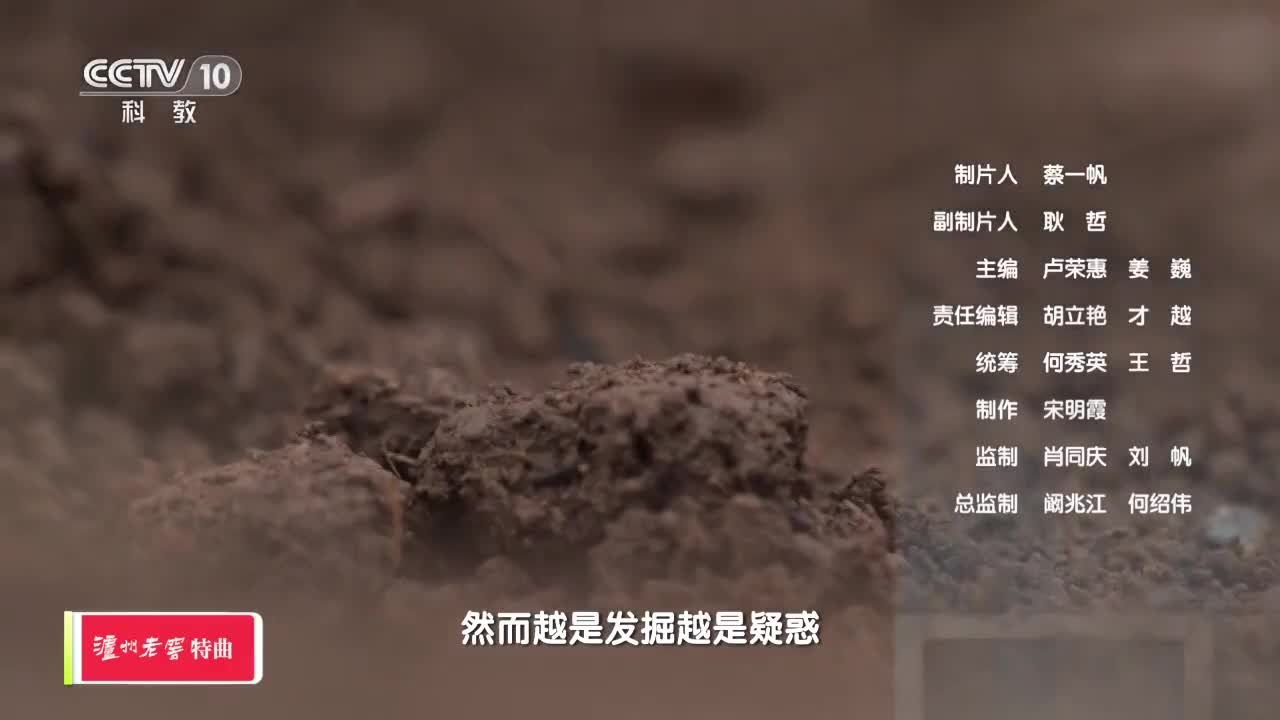 CCTV 10
科 教
制片人 蔡一帆
副制片人 耿 哲
主编 卢荣惠 姜 巍
责任编辑 胡立艳 才 越
统筹 何秀英 王 哲
制作 宋明霞
监制 肖同庆 刘 帆
总监制 阚兆江 何绍伟
然而越是发掘越是疑惑
泸州老窖特曲